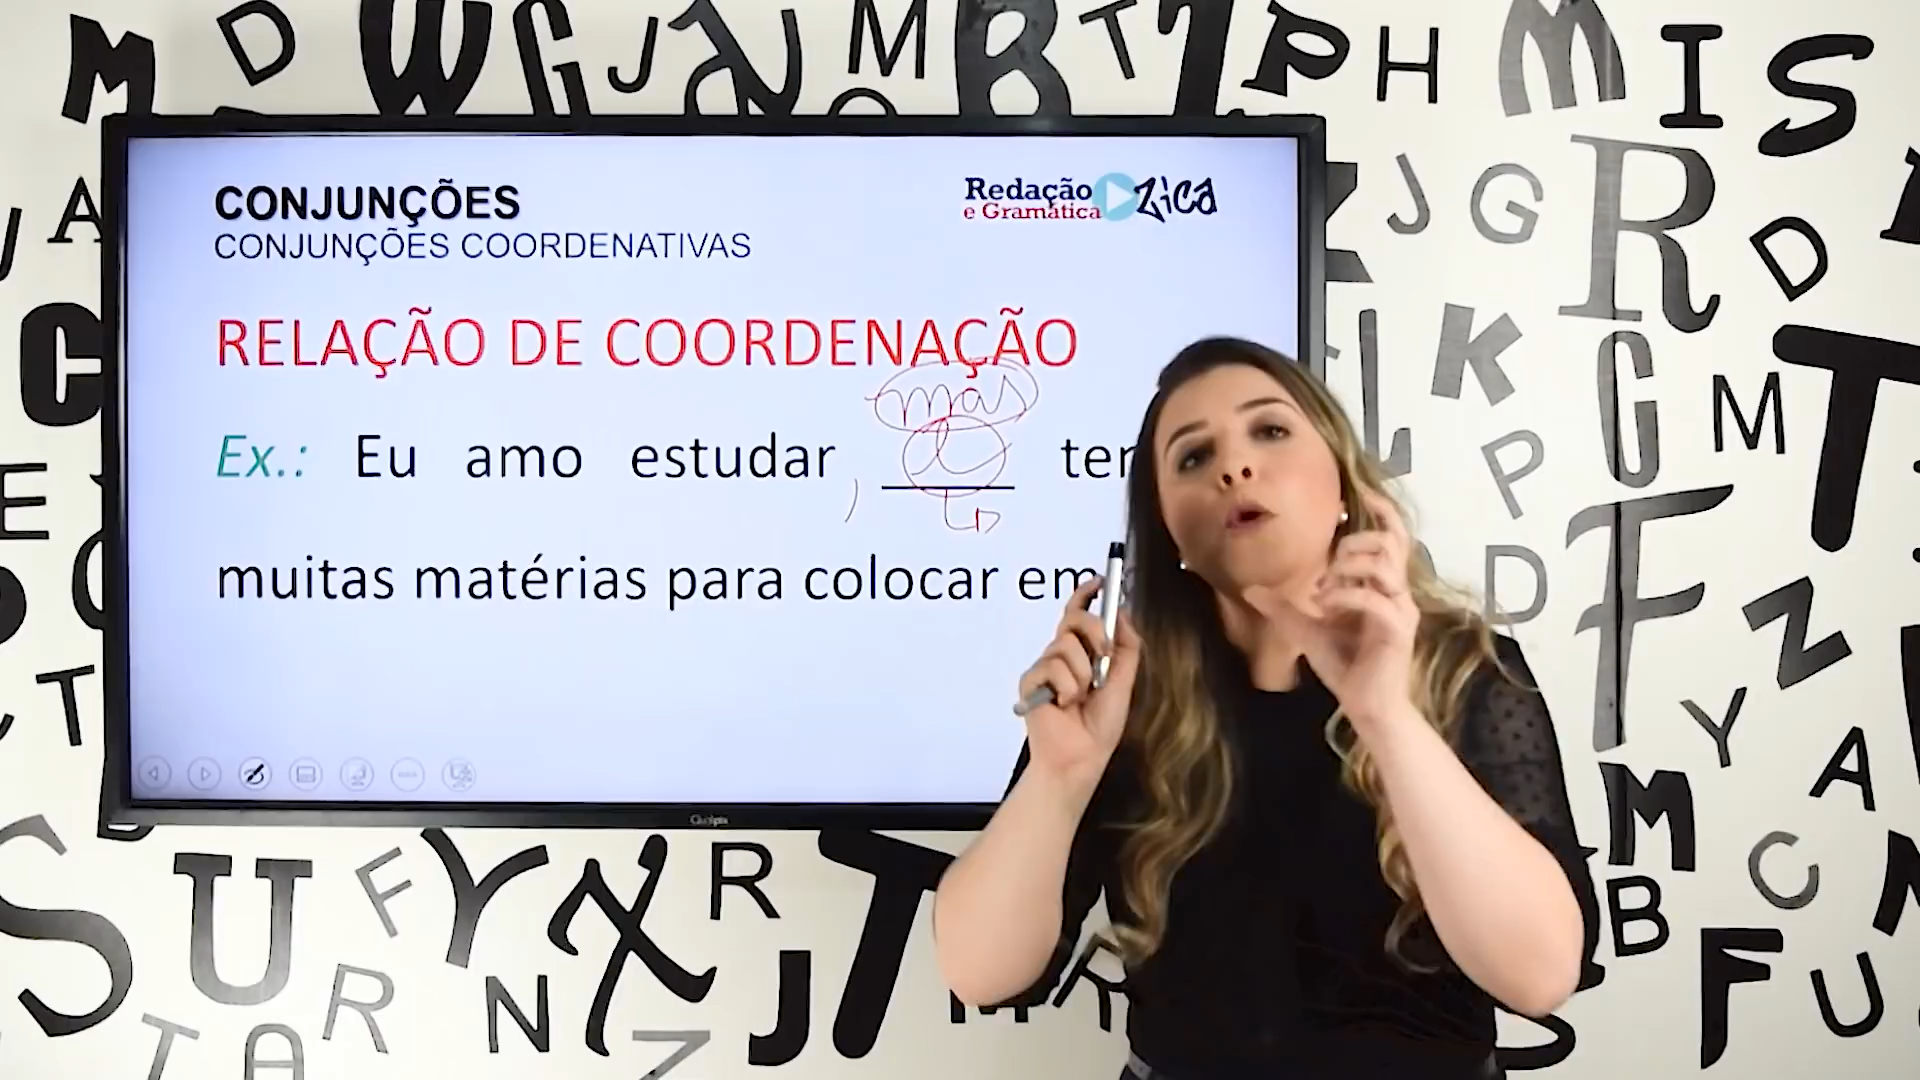 CONJUNÇÕES
CONJUNÇÕES COORDENATIVAS
Redação
e Gramática
Zica
RELAÇÃO DE COORDENAÇÃO
mas
Ex.: Eu amo estudar, ter
muitas matérias para colocar em